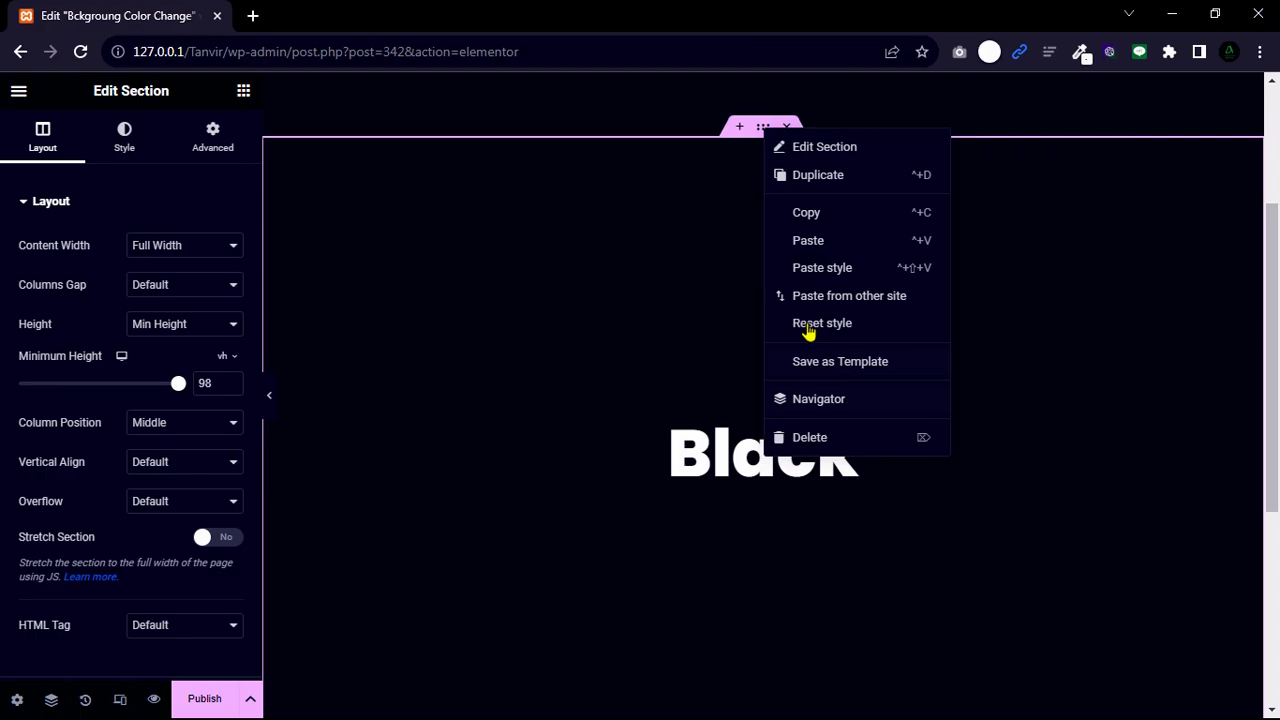 Edit "Bckgroung Color Change"
127.0.0.1/Tanvir/wp-admin/post.php?post=342&action=elementor
Edit Section
Layout
Style
Advanced
Layout
Content Width
Full Width
Columns Gap
Default
Height
Min Height
Minimum Height
vh
98
Column Position
Middle
Vertical Align
Default
Overflow
Default
Stretch Section
No
Stretch the section to the full width of the page
using JS. Learn more.
HTML Tag
Default
Publish
Edit Section
Duplicate ^+D
Copy ^+C
Paste ^+V
Paste style ^+⇧+V
Paste from other site
Reset style
Save as Template
Navigator
Delete ⌦
Black